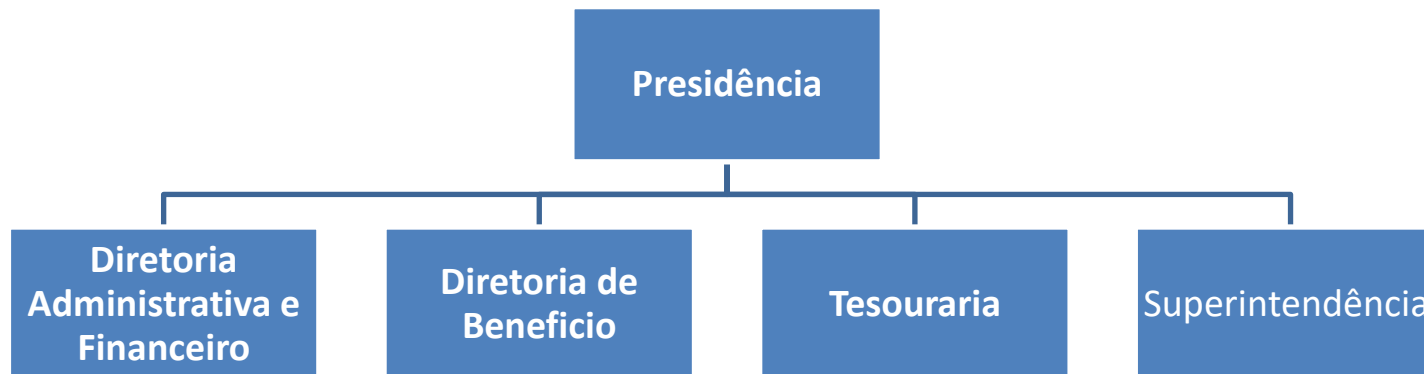 Presidência
Diretoria
Administrativa e
Financeiro
Diretoria de
Beneficio
Tesouraria
Superintendência